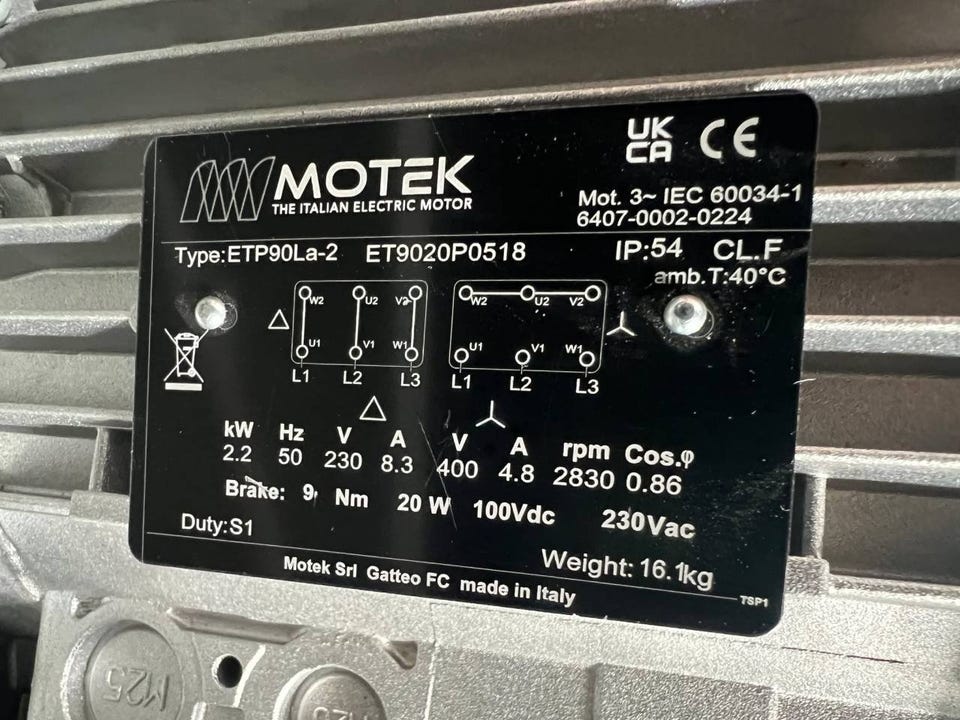 UK
CA CE
MOTEK
THE ITALIAN ELECTRIC MOTOR
Mot. 3~ IEC 60034-1
6407-0002-0224
Type:ETP90La-2 ET9020P0518 IP:54 CL.F
amb.T:40°C
W2 U2 V2 W2 U2 V2
△
U1 V1 W1 U1 V1 W1
L1 L2 L3 L1 L2 L3
△
kW Hz V A V A rpm Cos.φ
2.2 50 230 8.3 400 4.8 2830 0.86
Brake: 9 Nm 20 W 100Vdc 230Vac
Duty:S1
Weight: 16.1kg
Motek Srl Gatteo FC made in Italy
TSP1
M25
M25